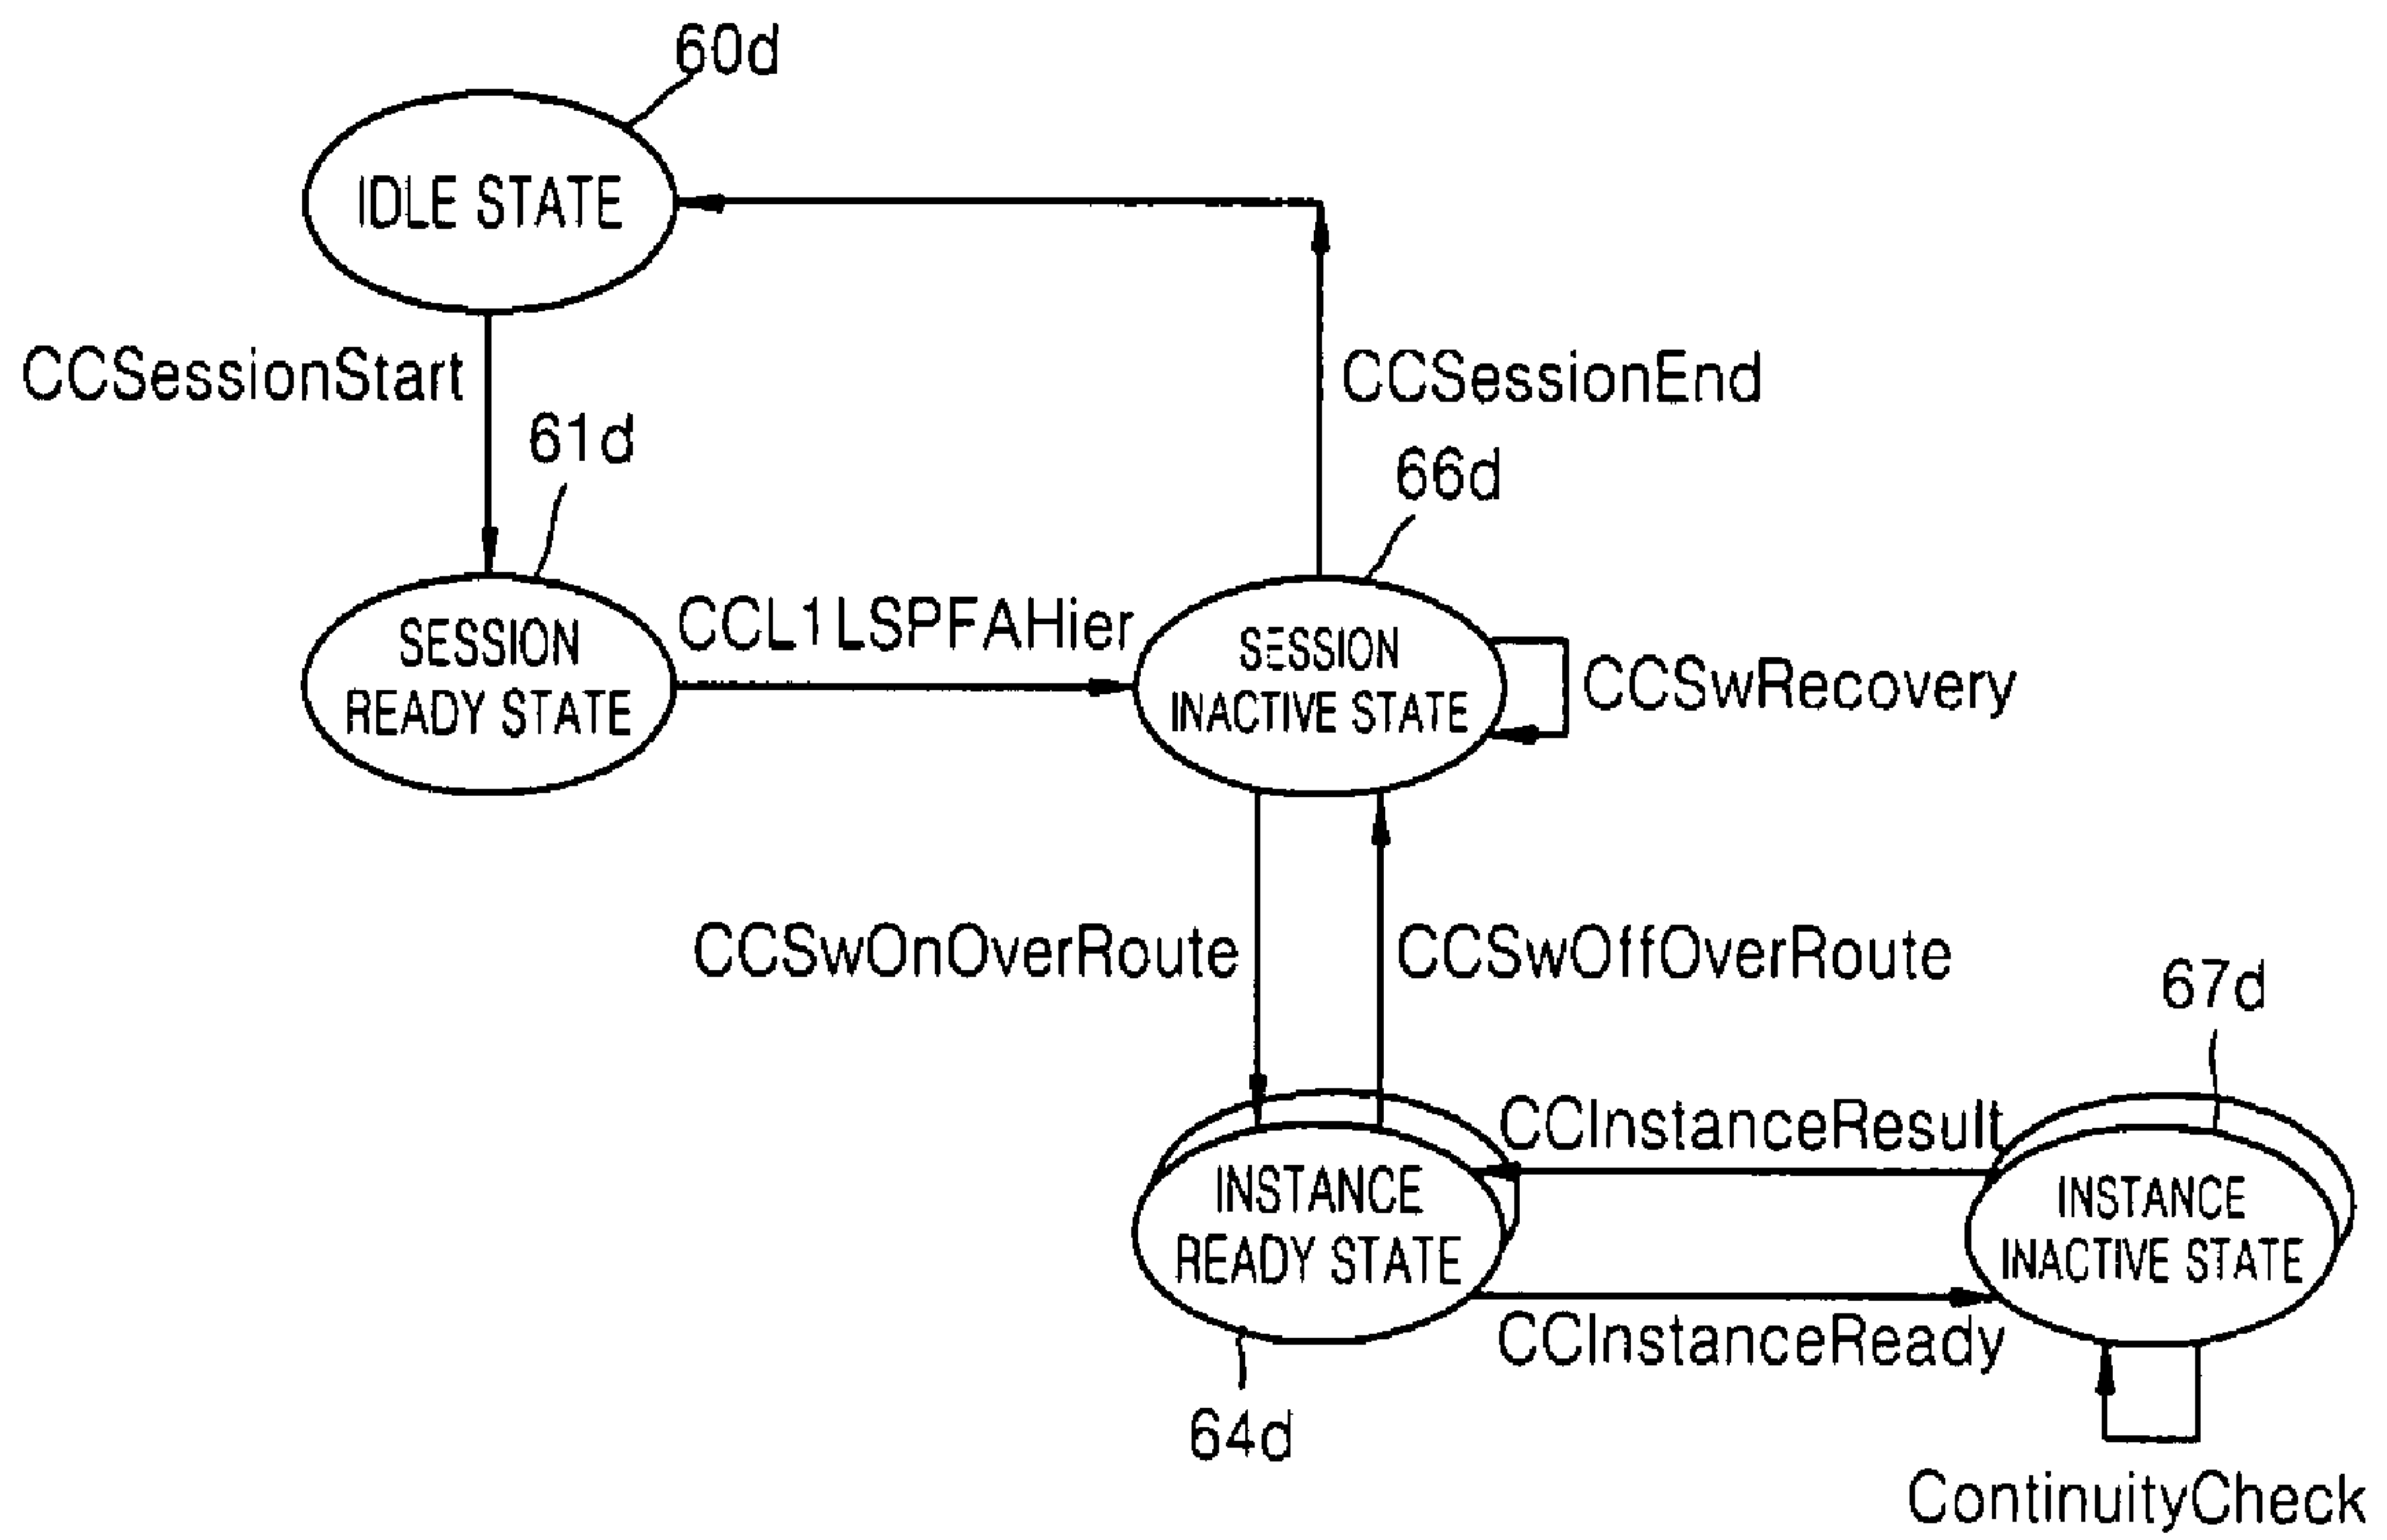 60d
IDLE STATE
CCSessionStart
CCSessionEnd
61d
66d
SESSION
READY STATE
CCL1LSPFAHier
SESSION
INACTIVE STATE
CCSwRecovery
CCSwOnOverRoute
CCSwOffOverRoute
67d
CCInstanceResult
INSTANCE
READY STATE
INSTANCE
INACTIVE STATE
CCInstanceReady
64d
ContinuityCheck